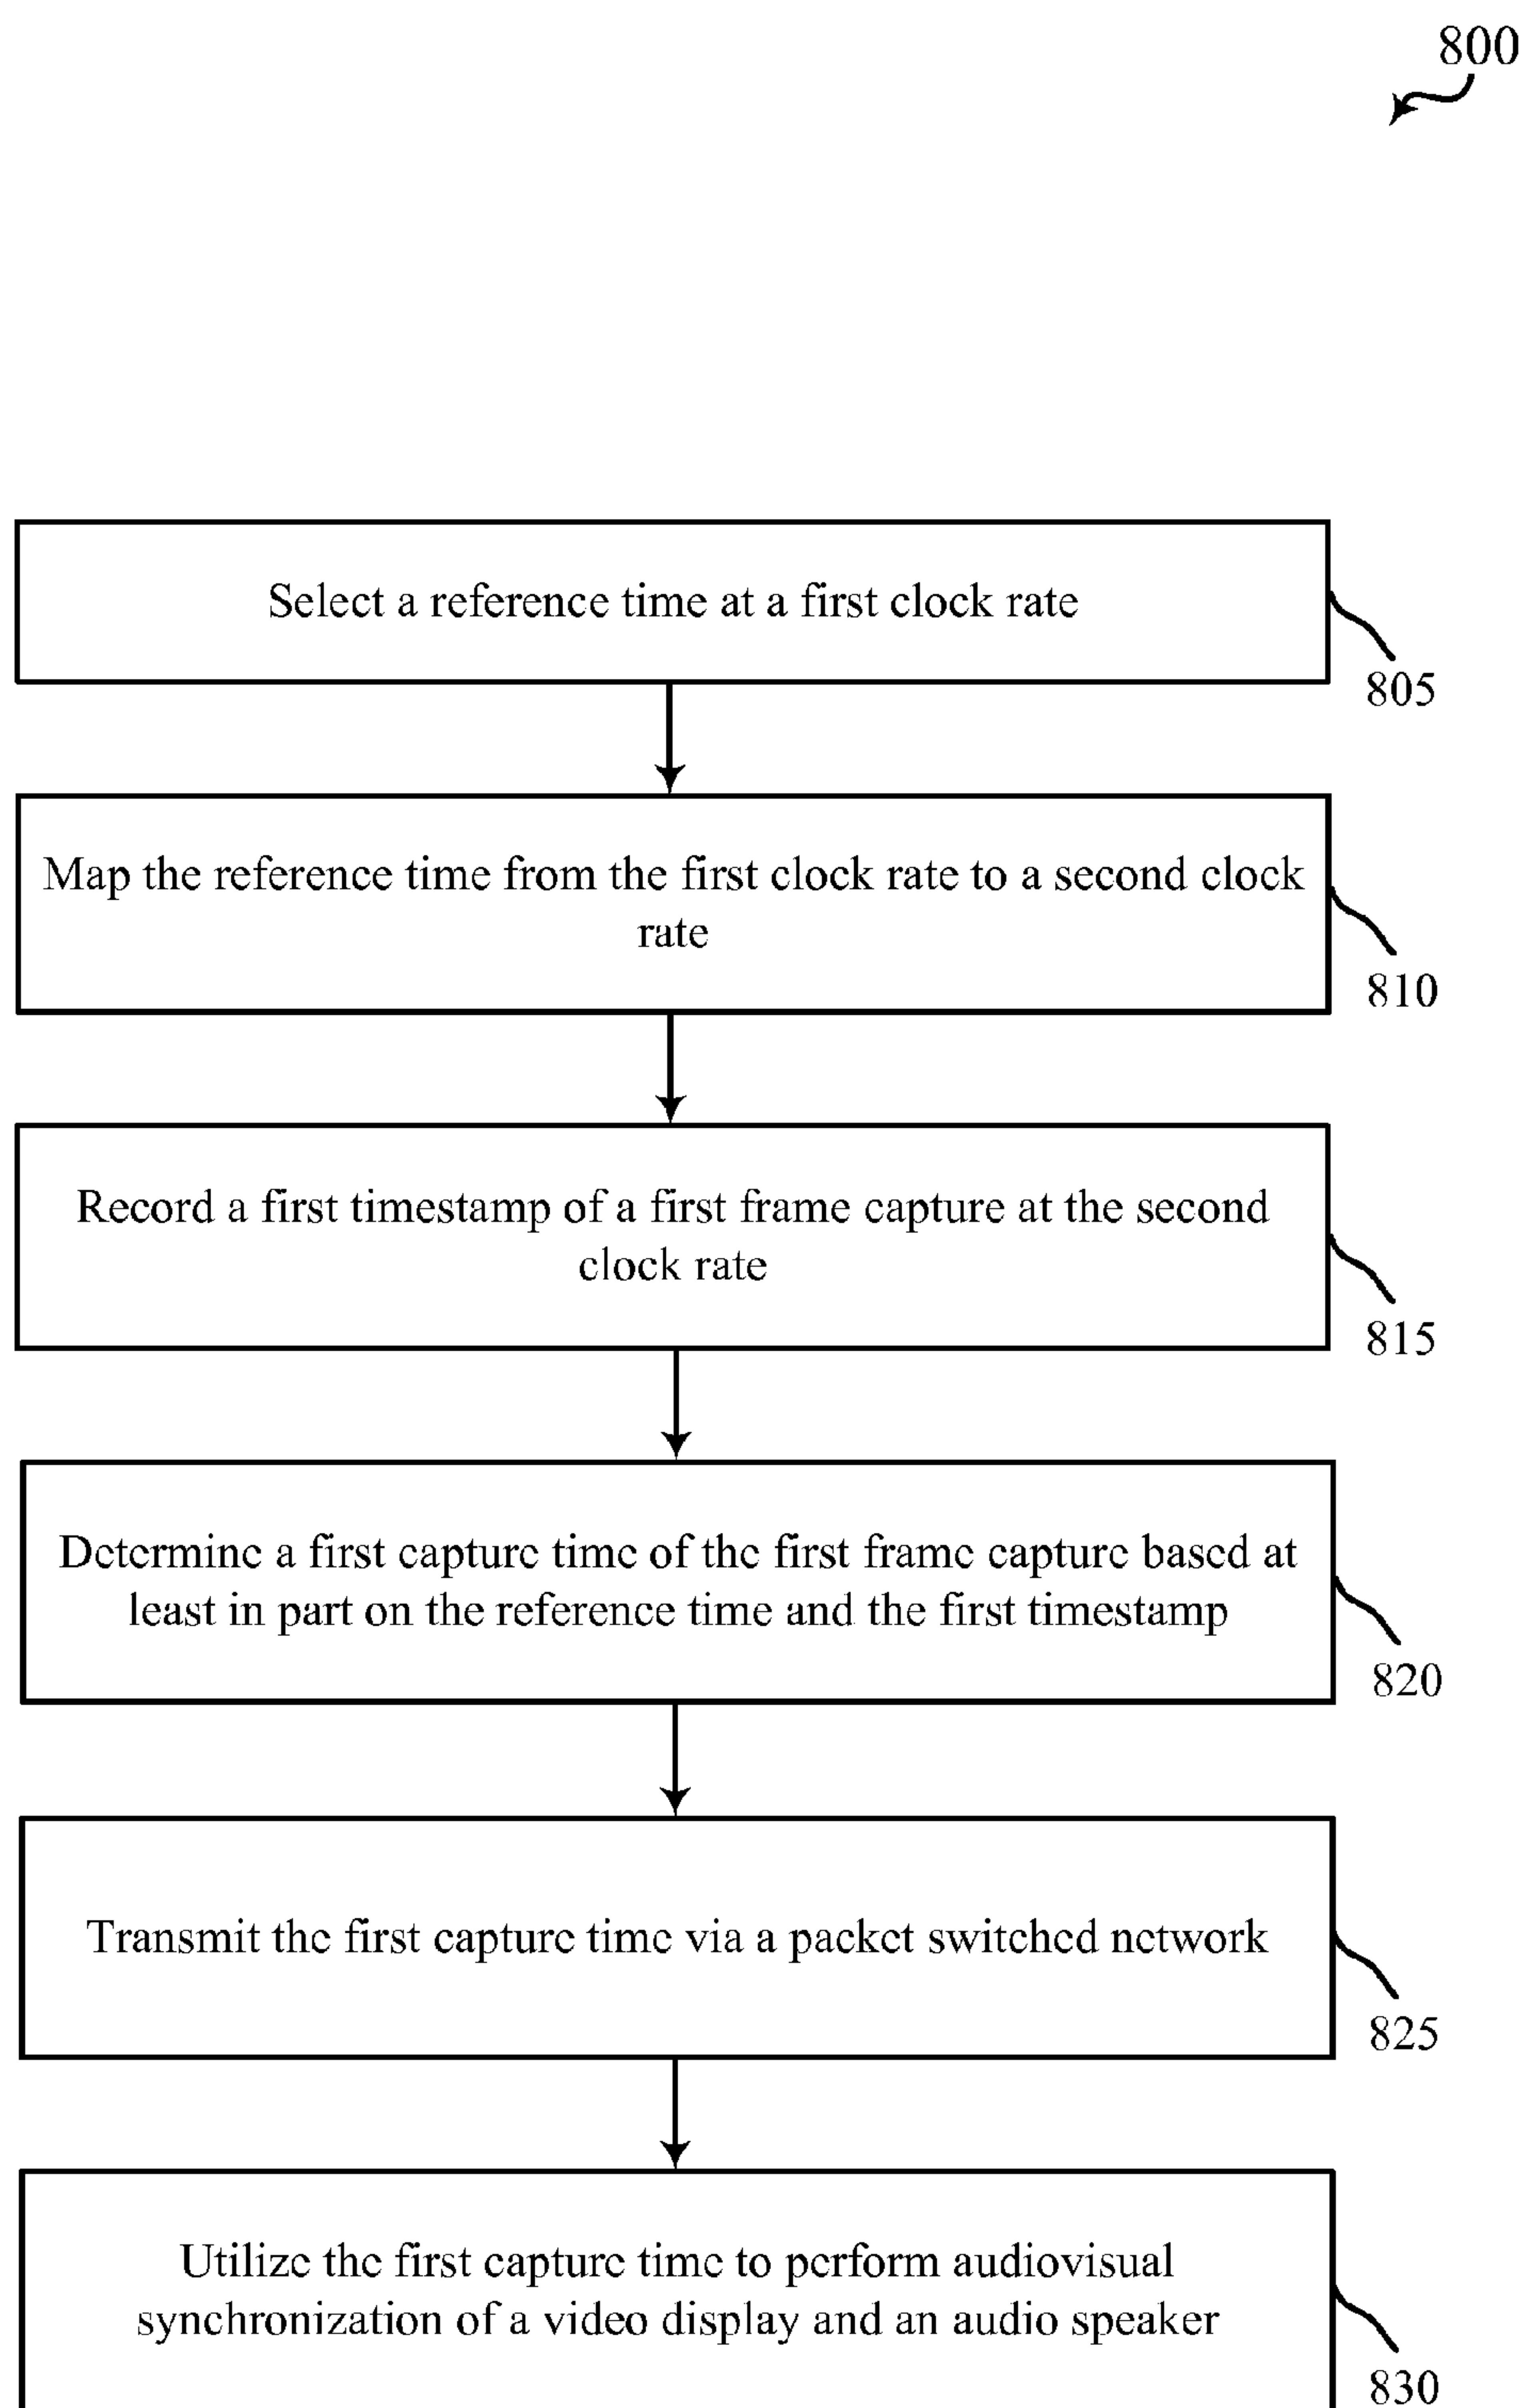 800
Select a reference time at a first clock rate
805
Map the reference time from the first clock rate to a second clock
rate
810
Record a first timestamp of a first frame capture at the second
clock rate
815
Determine a first capture time of the first frame capture based at
least in part on the reference time and the first timestamp
820
Transmit the first capture time via a packet switched network
825
Utilize the first capture time to perform audiovisual
synchronization of a video display and an audio speaker
830